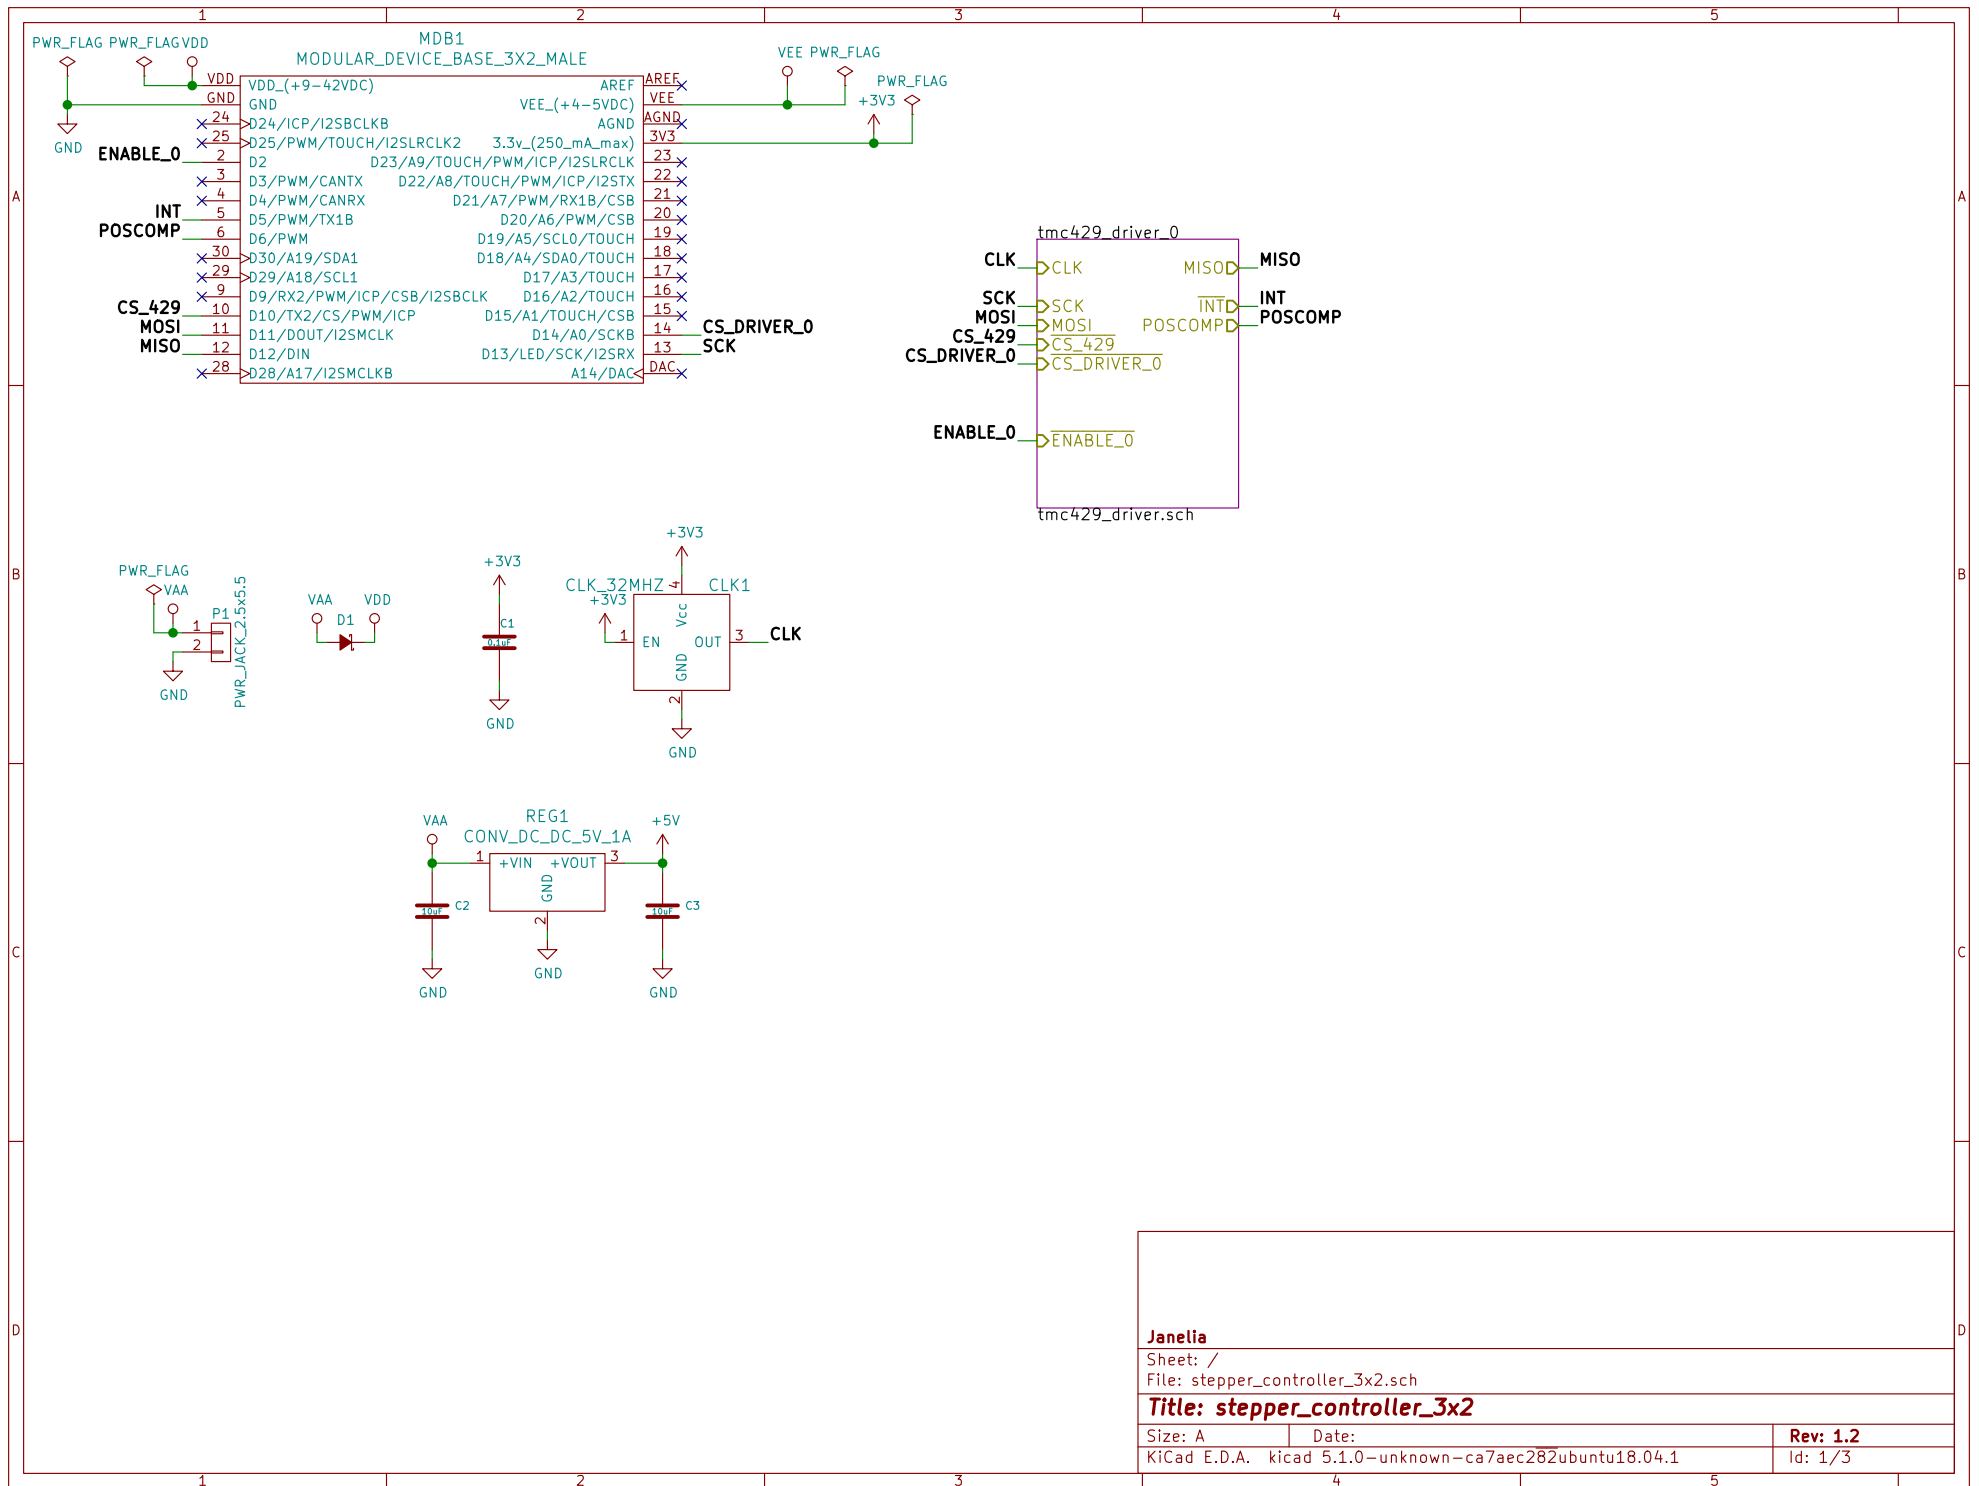 1 2 3 4 5
PWR_FLAG PWR_FLAG VDD
MDB1
MODULAR_DEVICE_BASE_3X2_MALE
VEE PWR_FLAG
PWR_FLAG
+3V3
GND
VDD VDD_(+9-42VDC) AREF AREF
GND GND VEE_(+4-5VDC) VEE
24 D24/ICP/I2SBCLKB AGND AGND
25 D25/PWM/TOUCH/I2SLRCLK2 3.3v_(250_mA_max) 3V3
ENABLE_0 2 D2 D23/A9/TOUCH/PWM/ICP/I2SLRCLK 23
3 D3/PWM/CANTX D22/A8/TOUCH/PWM/ICP/I2STX 22
4 D4/PWM/CANRX D21/A7/PWM/RX1B/CSB 21
INT 5 D5/PWM/TX1B D20/A6/PWM/CSB 20
POSCOMP 6 D6/PWM D19/A5/SCL0/TOUCH 19
30 D30/A19/SDA1 D18/A4/SDA0/TOUCH 18
29 D29/A18/SCL1 D17/A3/TOUCH 17
9 D9/RX2/PWM/ICP/CSB/I2SBCLK D16/A2/TOUCH 16
CS_429 10 D10/TX2/CS/PWM/ICP D15/A1/TOUCH/CSB 15
MOSI 11 D11/DOUT/I2SMCLK D14/A0/SCKB 14 CS_DRIVER_0
MISO 12 D12/DIN D13/LED/SCK/I2SRX 13 SCK
28 D28/A17/I2SMCLKB A14/DAC DAC
A A
tmc429_driver_0
CLK CLK MISO MISO
SCK SCK INT INT
MOSI MOSI POSCOMP POSCOMP
CS_429 CS_429
CS_DRIVER_0 CS_DRIVER_0
ENABLE_0 ENABLE_0
tmc429_driver.sch
B B
PWR_FLAG
VAA
P1
1
2
PWR_JACK_2.5x5.5
GND
VAA D1 VDD
+3V3
C1
0.1uF
GND
+3V3
CLK_32MHZ 4 CLK1
+3V3
Vcc
1 EN OUT 3 CLK
GND
2
GND
REG1
CONV_DC_DC_5V_1A
VAA +5V
1 +VIN +VOUT 3
GND
2
10uF C2
10uF C3
GND
GND GND
C C
D D
Janelia
Sheet: /
File: stepper_controller_3x2.sch
Title: stepper_controller_3x2
Size: A Date: Rev: 1.2
KiCad E.D.A. kicad 5.1.0-unknown-ca7aec282ubuntu18.04.1 Id: 1/3
1 2 3 4 5